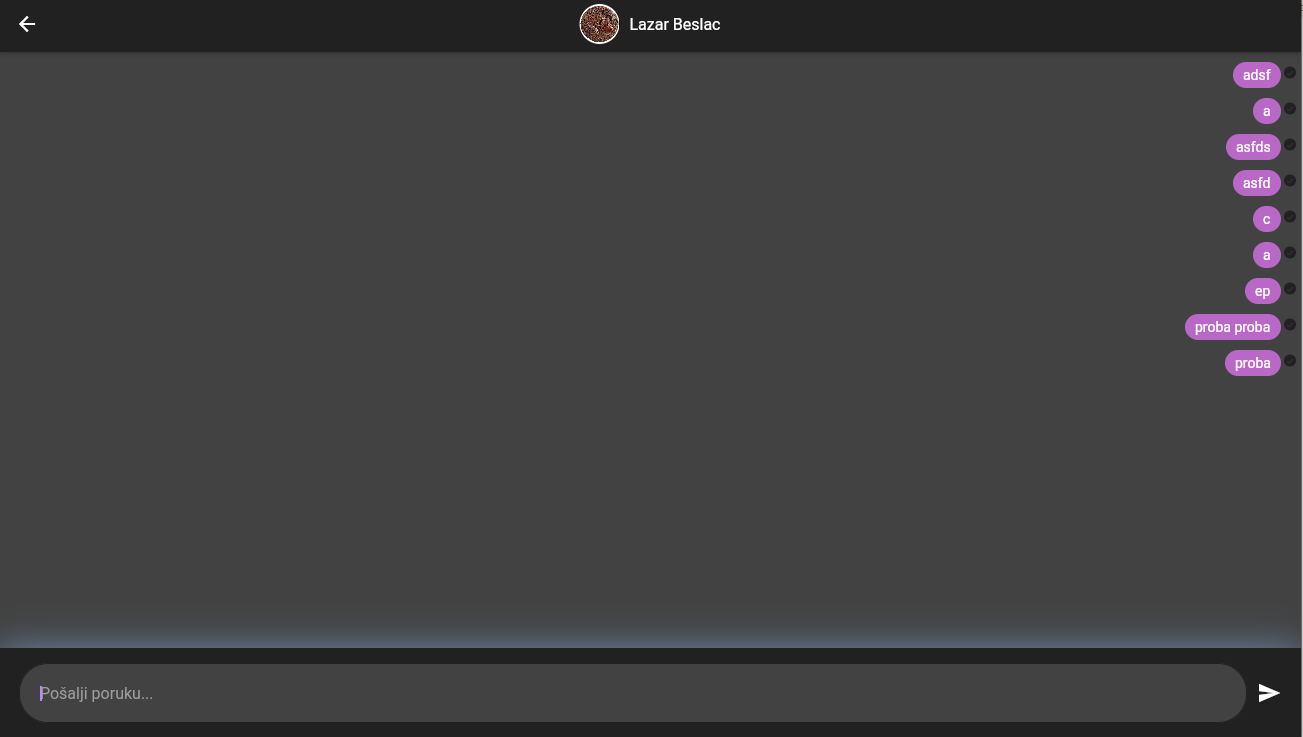 Lazar Beslac
adsf
a
asfds
asfd
c
a
ep
proba proba
proba
Pošalji poruku...